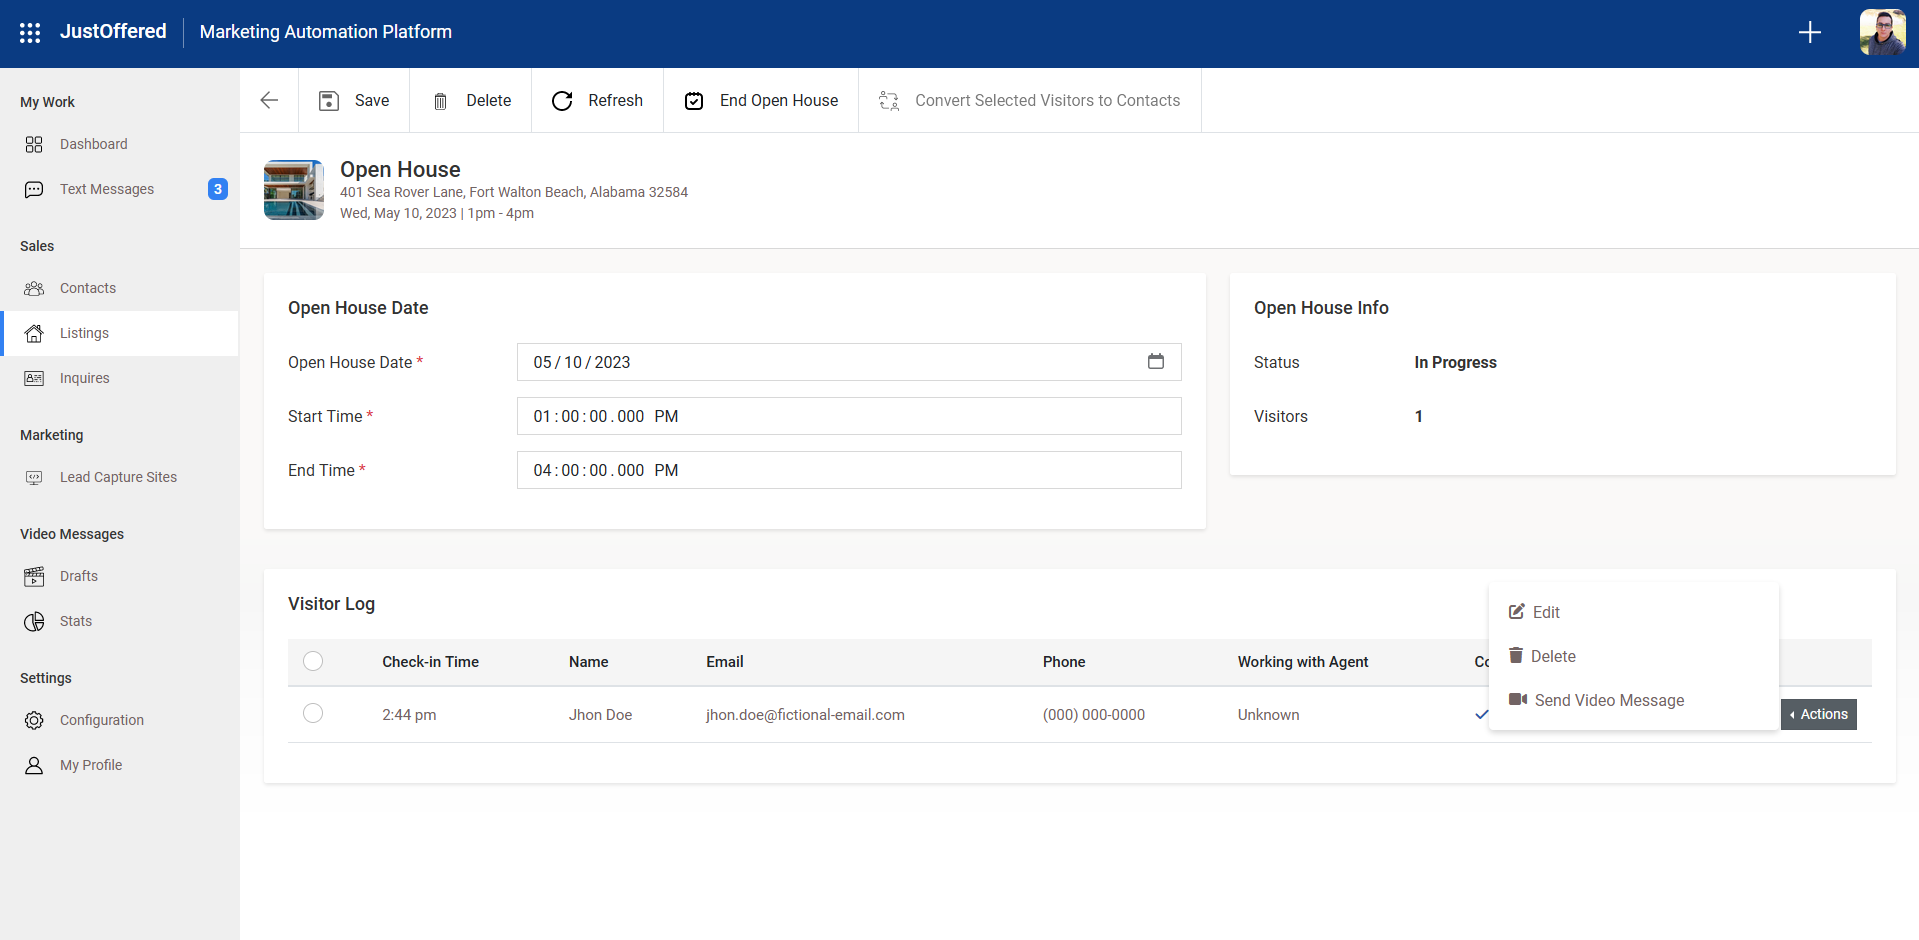 JustOffered
Marketing Automation Platform
My Work
Dashboard
Text Messages
3
Sales
Contacts
Listings
Inquires
Marketing
Lead Capture Sites
Video Messages
Drafts
Stats
Settings
Configuration
My Profile
Save
Delete
Refresh
End Open House
Convert Selected Visitors to Contacts
Open House
401 Sea Rover Lane, Fort Walton Beach, Alabama 32584
Wed, May 10, 2023 | 1pm - 4pm
Open House Date
Open House Date *
05 / 10 / 2023
Start Time *
01 : 00 : 00 . 000 PM
End Time *
04 : 00 : 00 . 000 PM
Open House Info
Status
In Progress
Visitors
1
Visitor Log
Check-in Time Name Email Phone Working with Agent
2:44 pm Jhon Doe jhon.doe@fictional-email.com (000) 000-0000 Unknown
Edit
Delete
Send Video Message
Actions